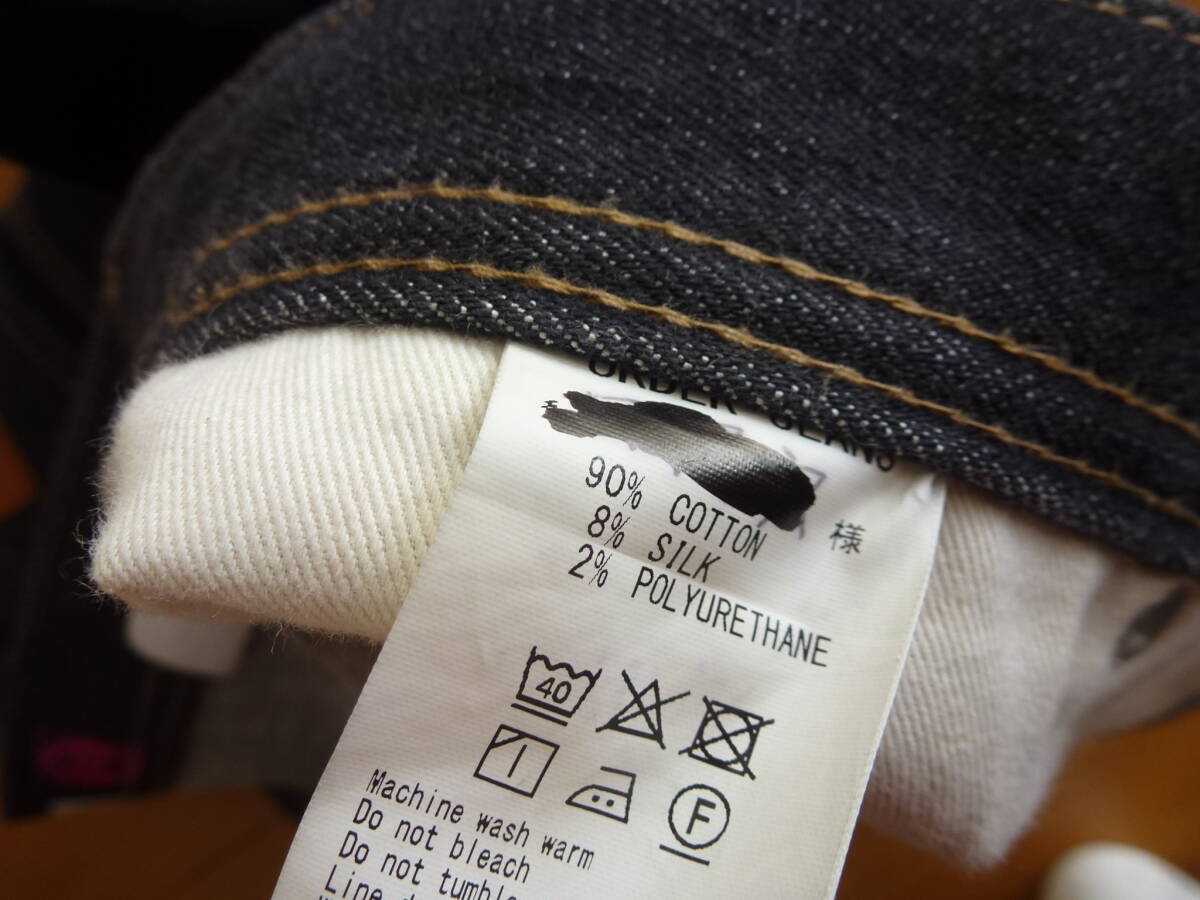 ORDER JEANS
様
90% COTTON
8% SILK
2% POLYURETHANE
40
F
Machine wash warm
Do not bleach
Do not tumble
Line